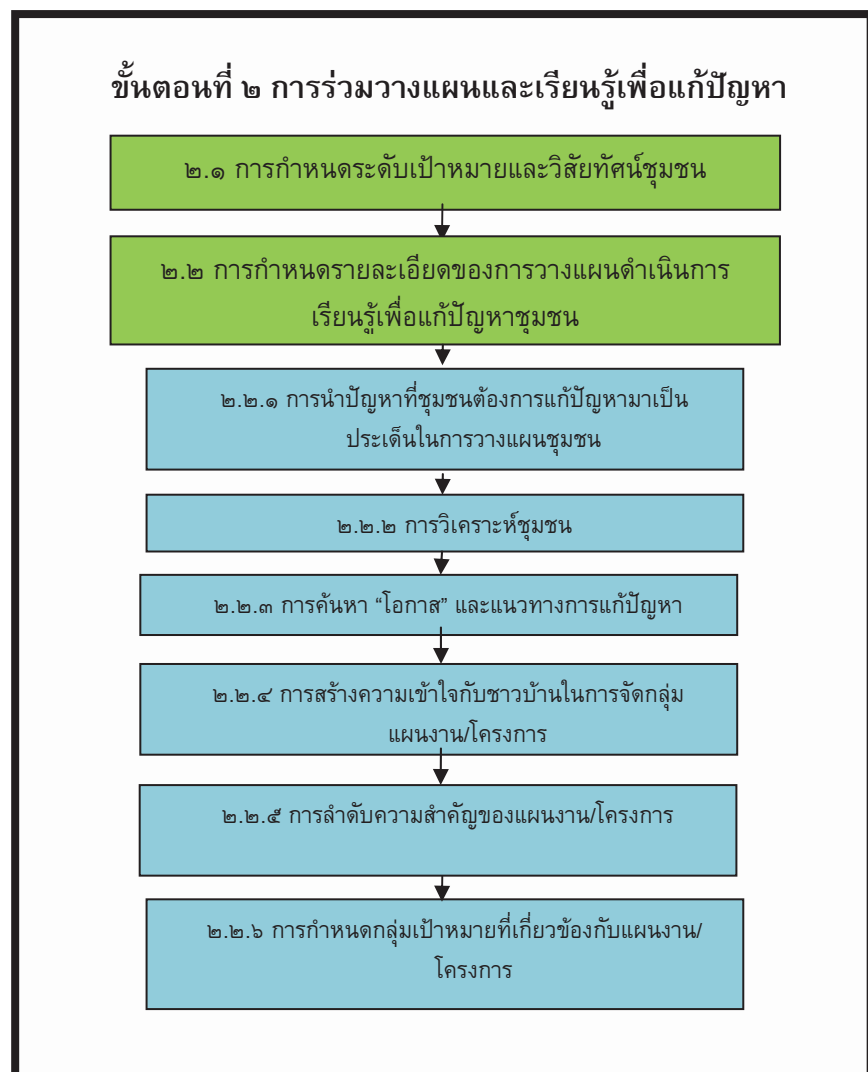 ขั้นตอนที่ ๒ การร่วมวางแผนและเรียนรู้เพื่อแก้ปัญหา
๒.๑ การกำหนดระดับเป้าหมายและวิสัยทัศน์ชุมชน
๒.๒ การกำหนดรายละเอียดของการวางแผนดำเนินการ
เรียนรู้เพื่อแก้ปัญหาชุมชน
๒.๒.๑ การนำปัญหาที่ชุมชนต้องการแก้ปัญหามาเป็น
ประเด็นในการวางแผนชุมชน
๒.๒.๒ การวิเคราะห์ชุมชน
๒.๒.๓ การค้นหา “โอกาส” และแนวทางการแก้ปัญหา
๒.๒.๔ การสร้างความเข้าใจกับชาวบ้านในการจัดกลุ่ม
แผนงาน/โครงการ
๒.๒.๕ การลำดับความสำคัญของแผนงาน/โครงการ
๒.๒.๖ การกำหนดกลุ่มเป้าหมายที่เกี่ยวข้องกับแผนงาน/
โครงการ